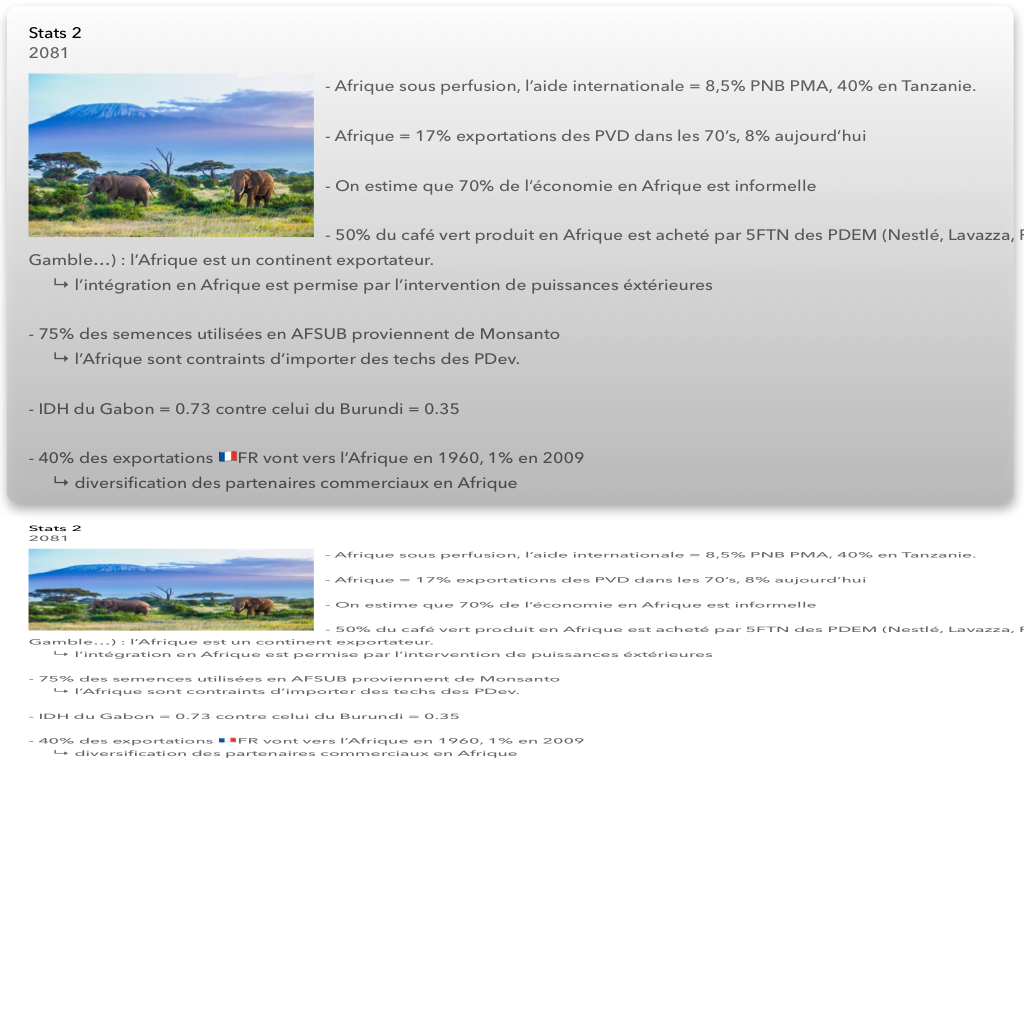 Stats 2
2081
- Afrique sous perfusion, l’aide internationale = 8,5% PNB PMA, 40% en Tanzanie.
- Afrique = 17% exportations des PVD dans les 70’s, 8% aujourd’hui
- On estime que 70% de l’économie en Afrique est informelle
- 50% du café vert produit en Afrique est acheté par 5FTN des PDEM (Nestlé, Lavazza,
Gamble…) : l’Afrique est un continent exportateur.
↪ l’intégration en Afrique est permise par l’intervention de puissances éxtérieures
- 75% des semences utilisées en AFSUB proviennent de Monsanto
↪ l’Afrique sont contraints d’importer des techs des PDev.
- IDH du Gabon = 0.73 contre celui du Burundi = 0.35
- 40% des exportations 🇫🇷FR vont vers l’Afrique en 1960, 1% en 2009
↪ diversification des partenaires commerciaux en Afrique
Stats 2
2081
- Afrique sous perfusion, l’aide internationale = 8,5% PNB PMA, 40% en Tanzanie.
- Afrique = 17% exportations des PVD dans les 70’s, 8% aujourd’hui
- On estime que 70% de l’économie en Afrique est informelle
- 50% du café vert produit en Afrique est acheté par 5FTN des PDEM (Nestlé, Lavazza,
Gamble…) : l’Afrique est un continent exportateur.
↪ l’intégration en Afrique est permise par l’intervention de puissances éxtérieures
- 75% des semences utilisées en AFSUB proviennent de Monsanto
↪ l’Afrique sont contraints d’importer des techs des PDev.
- IDH du Gabon = 0.73 contre celui du Burundi = 0.35
- 40% des exportations 🇫🇷FR vont vers l’Afrique en 1960, 1% en 2009
↪ diversification des partenaires commerciaux en Afrique